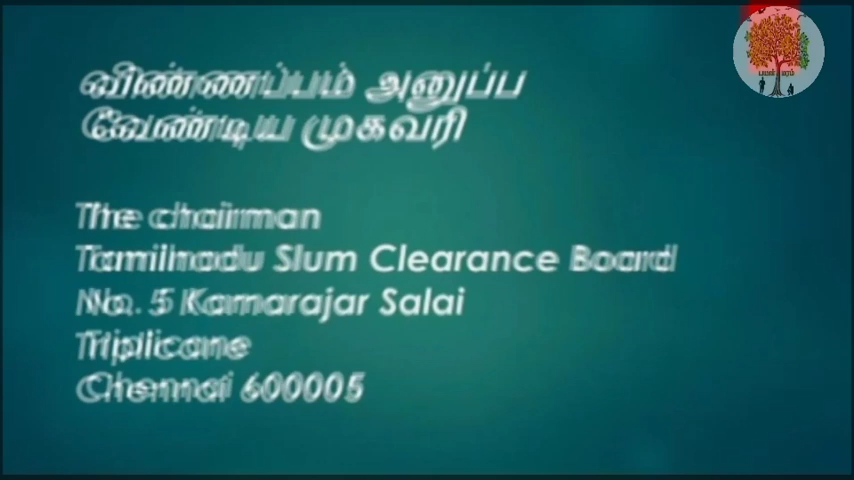 விண்ணப்பம் அனுப்ப
வேண்டிய முகவரி
The chairman
Tamilnadu Slum Clearance Board
No. 5 Kamarajar Salai
Triplicane
Chennai 600005